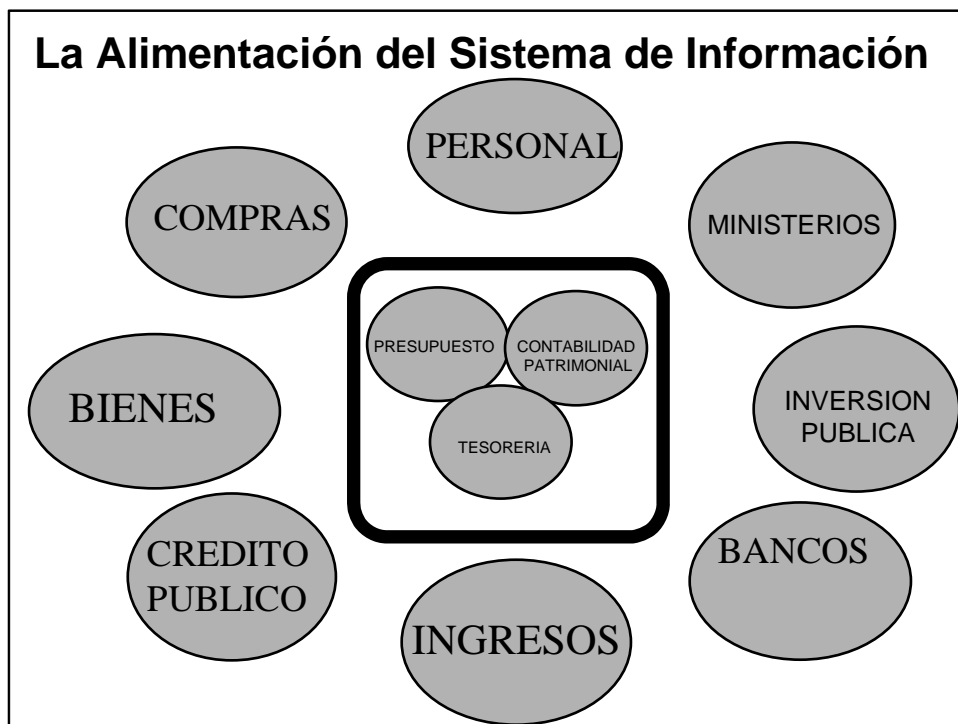 La Alimentación del Sistema de Información
PERSONAL
COMPRAS
MINISTERIOS
PRESUPUESTO
CONTABILIDAD
PATRIMONIAL
TESORERIA
BIENES
INVERSION
PUBLICA
CREDITO
PUBLICO
BANCOS
INGRESOS